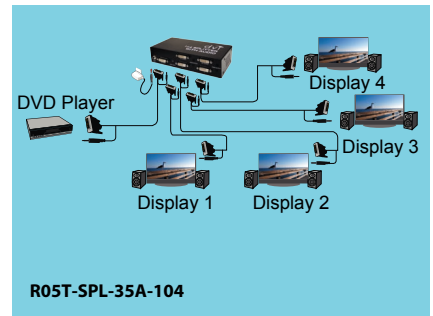 Display 4
DVD Player
Display 3
Display 1
Display 2
R05T-SPL-35A-104